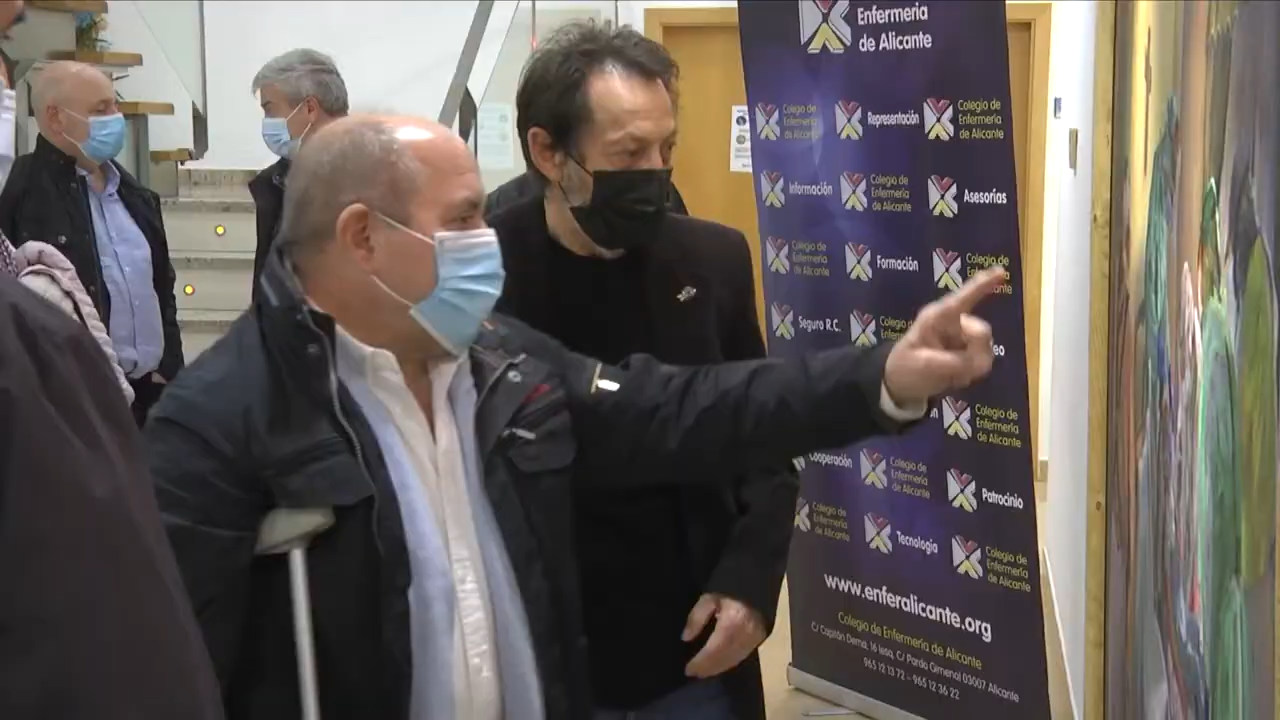 Enfermería
de Alicante
Colegio de
Enfermería
de Alicante
Representación
Colegio de
Enfermería
de Alicante
Información
Colegio de
Enfermería
de Alicante
Asesorías
Colegio de
Enfermería
de Alicante
Formación
Colegio de
Seguro R.C.
Colegio de
Enfermería
de Alicante
Cooperación
Colegio de
Enfermería
de Alicante
Patrocinio
Colegio de
Enfermería
de Alicante
Tecnología
Colegio de
Enfermería
de Alicante
www.enferalicante.org
Colegio de Enfermería de Alicante
C/ Capitán Dema, 16 Iesq. C/ Pardo Gimenol 03007 Alicante
965 12 13 72 – 965 12 36 22